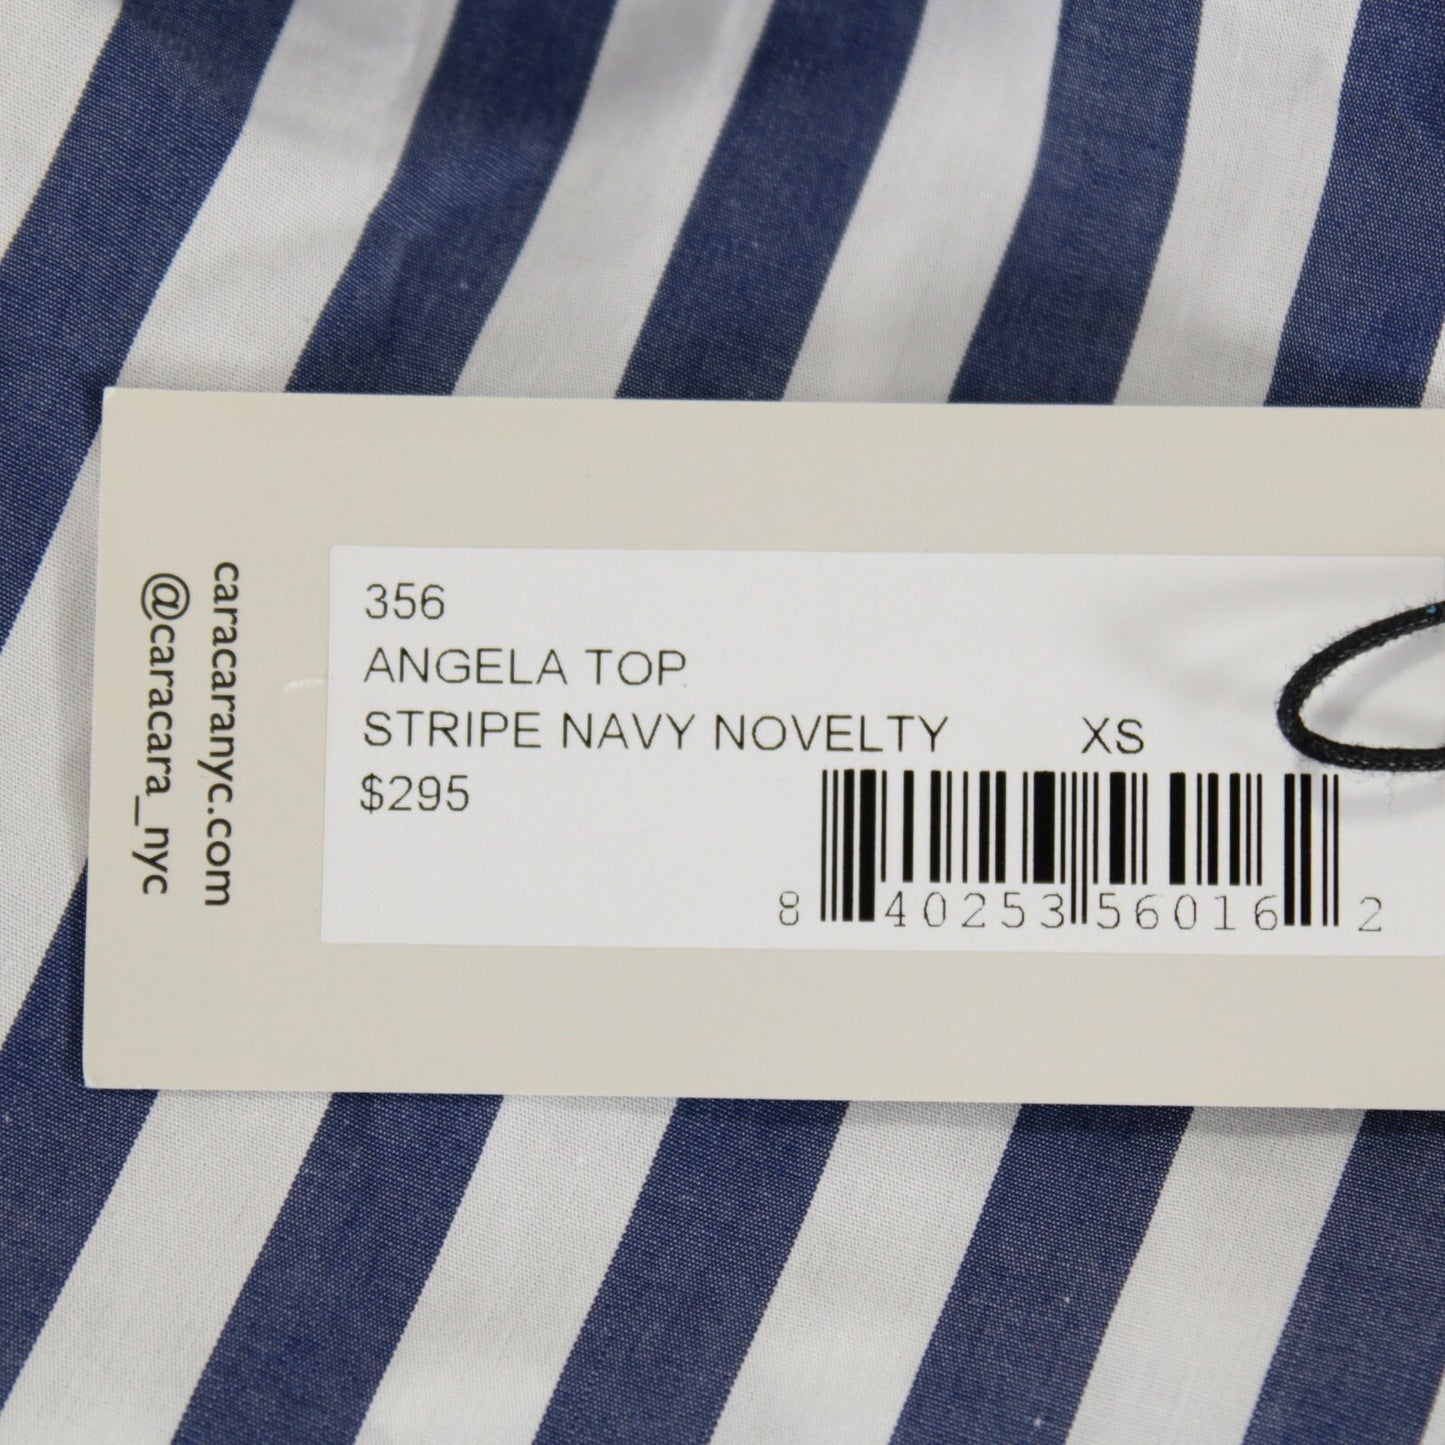 caracaranyc.com
@caracara_nyc
356
ANGELA TOP
STRIPE NAVY NOVELTY XS
$295
8 40253 56016 2